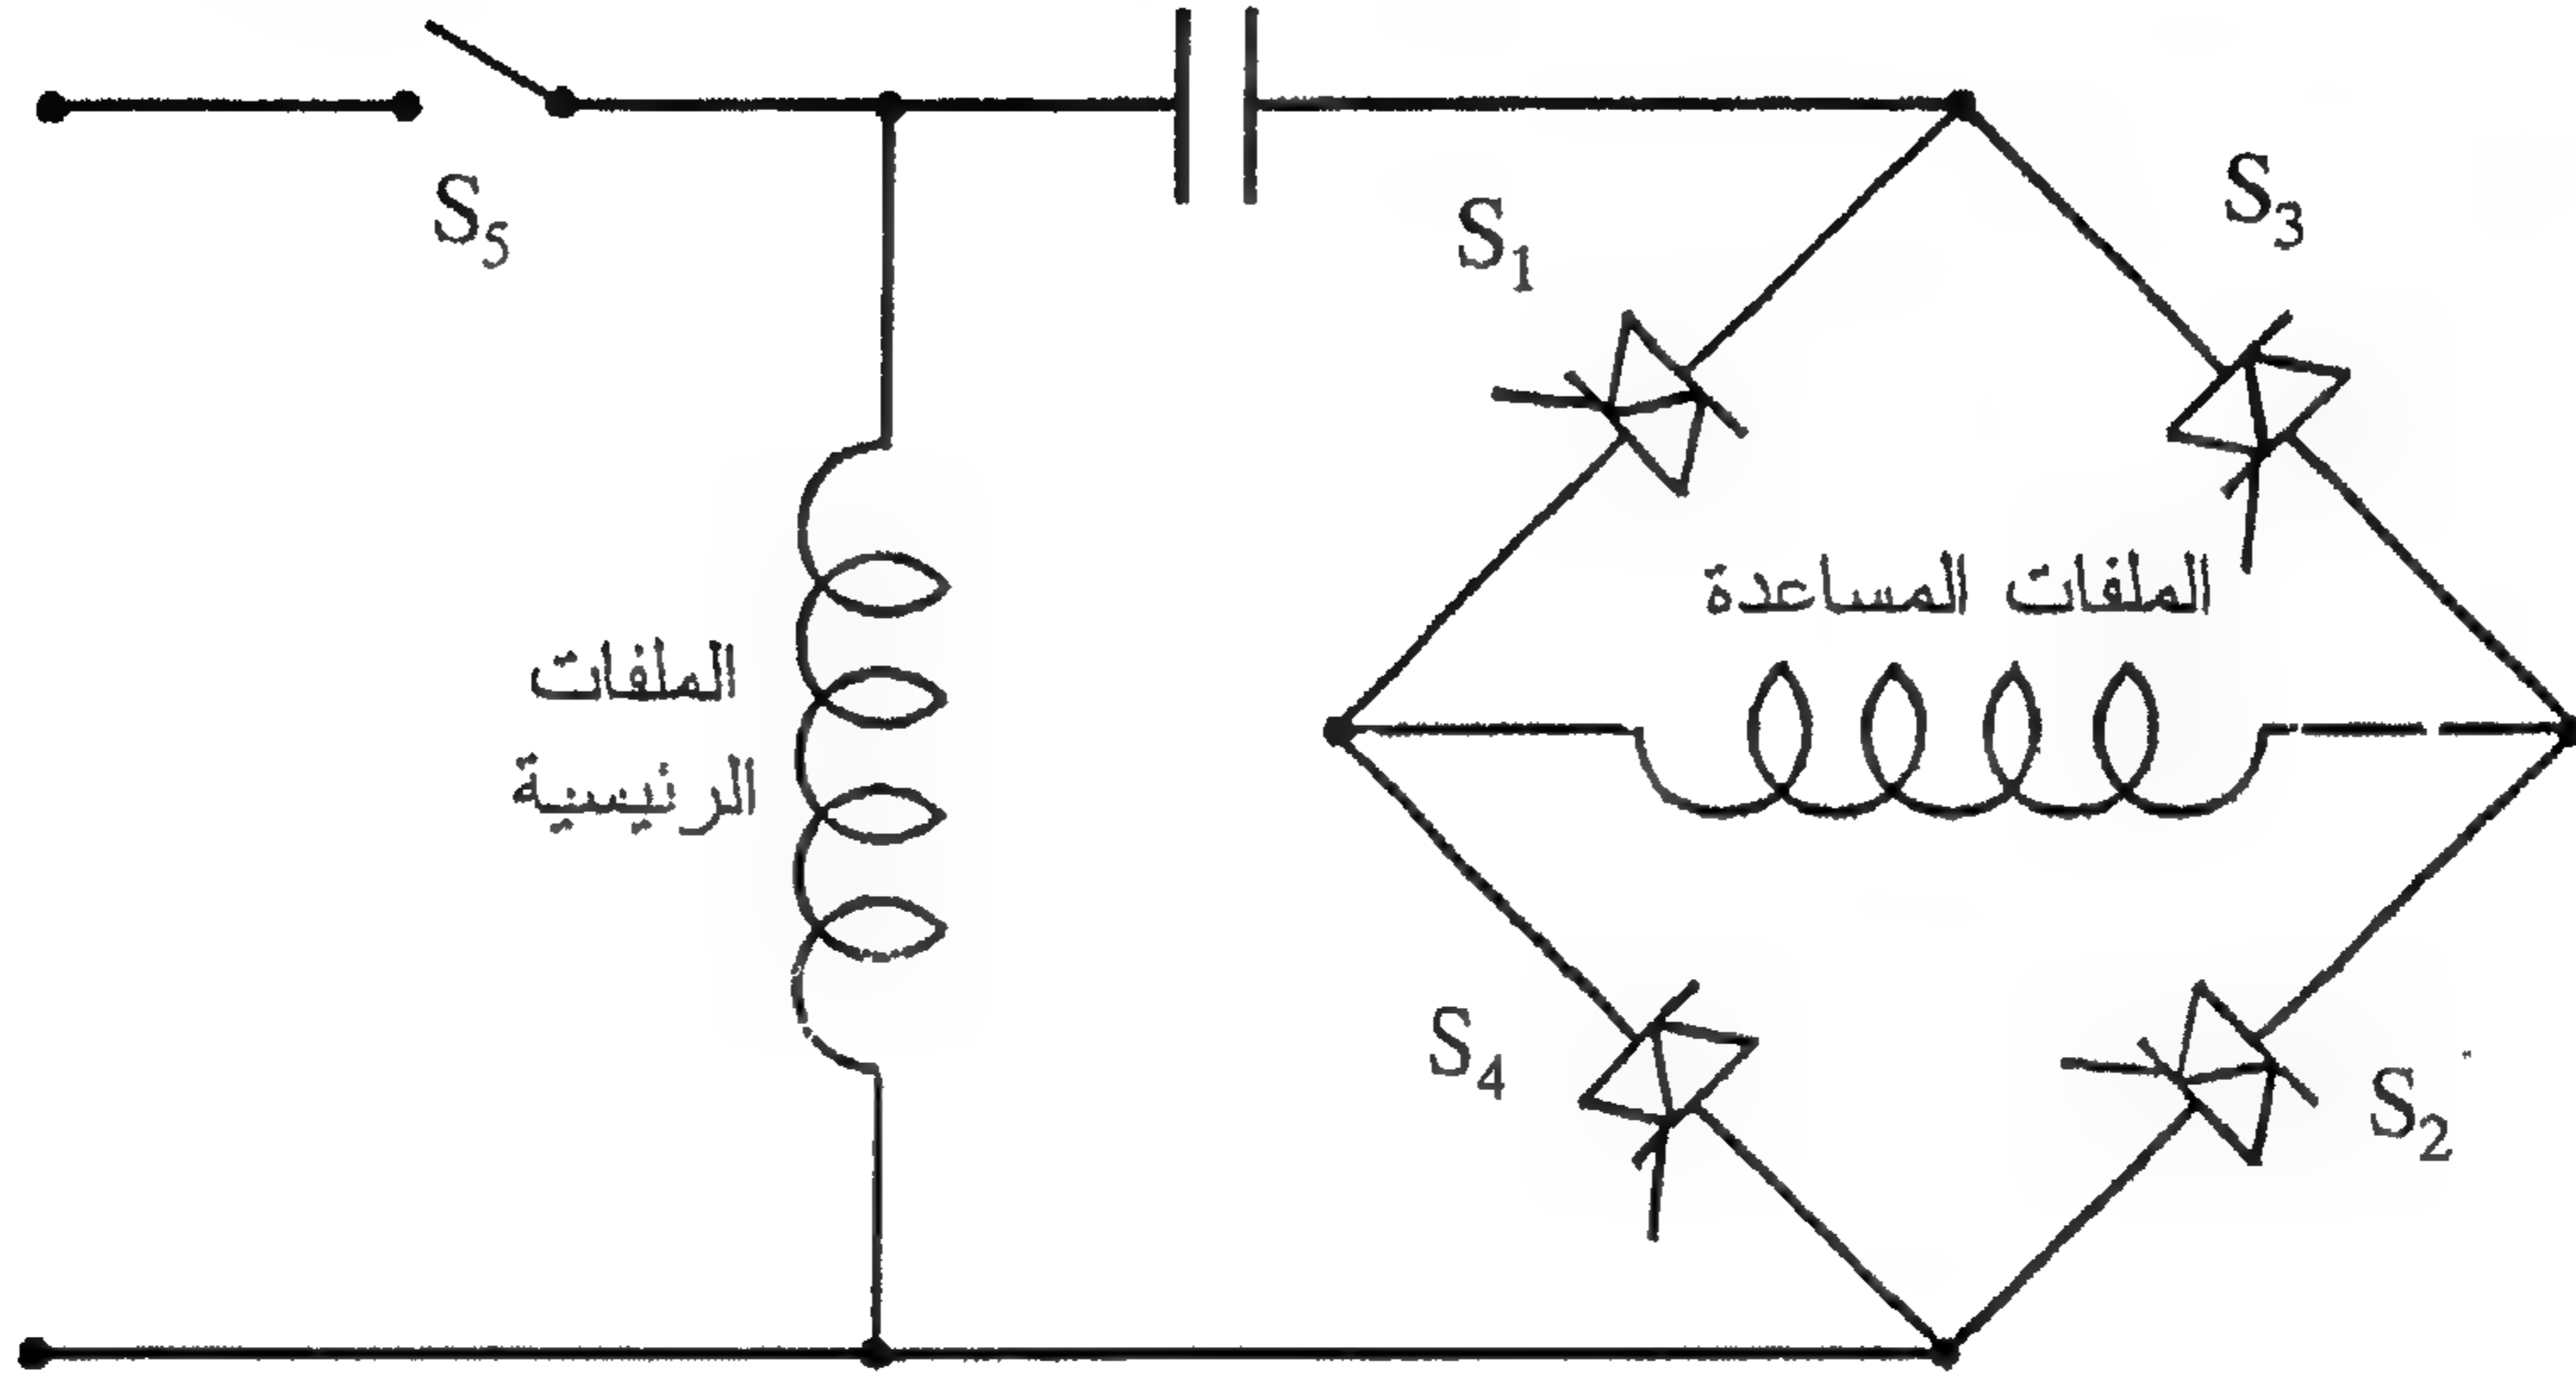 S5
S1
S3
الملفات المساعدة
الملفات
الرئيسية
S4
S2